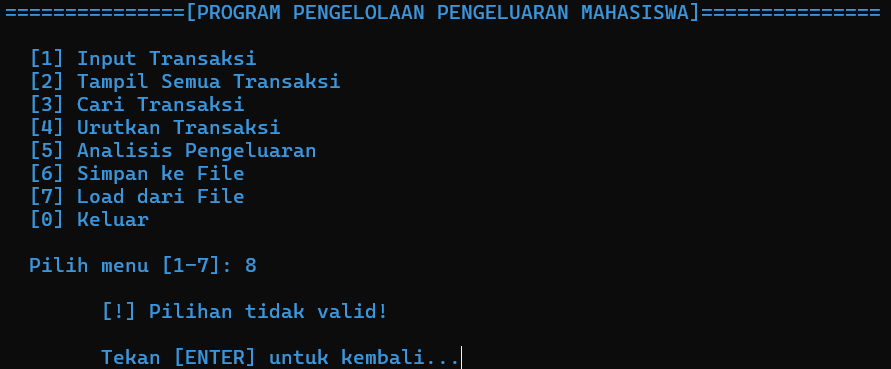 ===============[PROGRAM PENGELOLAAN PENGELUARAN MAHASISWA]===============
[1] Input Transaksi
[2] Tampil Semua Transaksi
[3] Cari Transaksi
[4] Urutkan Transaksi
[5] Analisis Pengeluaran
[6] Simpan ke File
[7] Load dari File
[0] Keluar
Pilih menu [1-7]: 8
[!] Pilihan tidak valid!
Tekan [ENTER] untuk kembali...